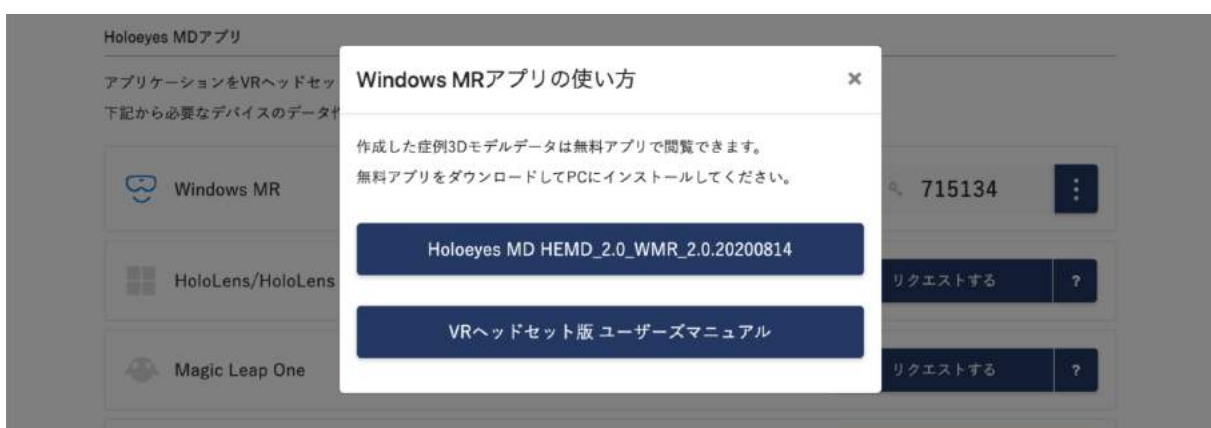 Holoeyes MDアプリ
アプリケーションをVRヘッドセッ
下記から必要なデバイスのデータ
Windows MRアプリの使い方 ×
作成した症例3Dモデルデータは無料アプリで閲覧できます。
無料アプリをダウンロードしてPCにインストールしてください。
Windows MR
715134
Holoeyes MD HEMD_2.0_WMR_2.0.20200814
HoloLens/HoloLens
リクエストする ?
VRヘッドセット版 ユーザーズマニュアル
Magic Leap One
リクエストする ?